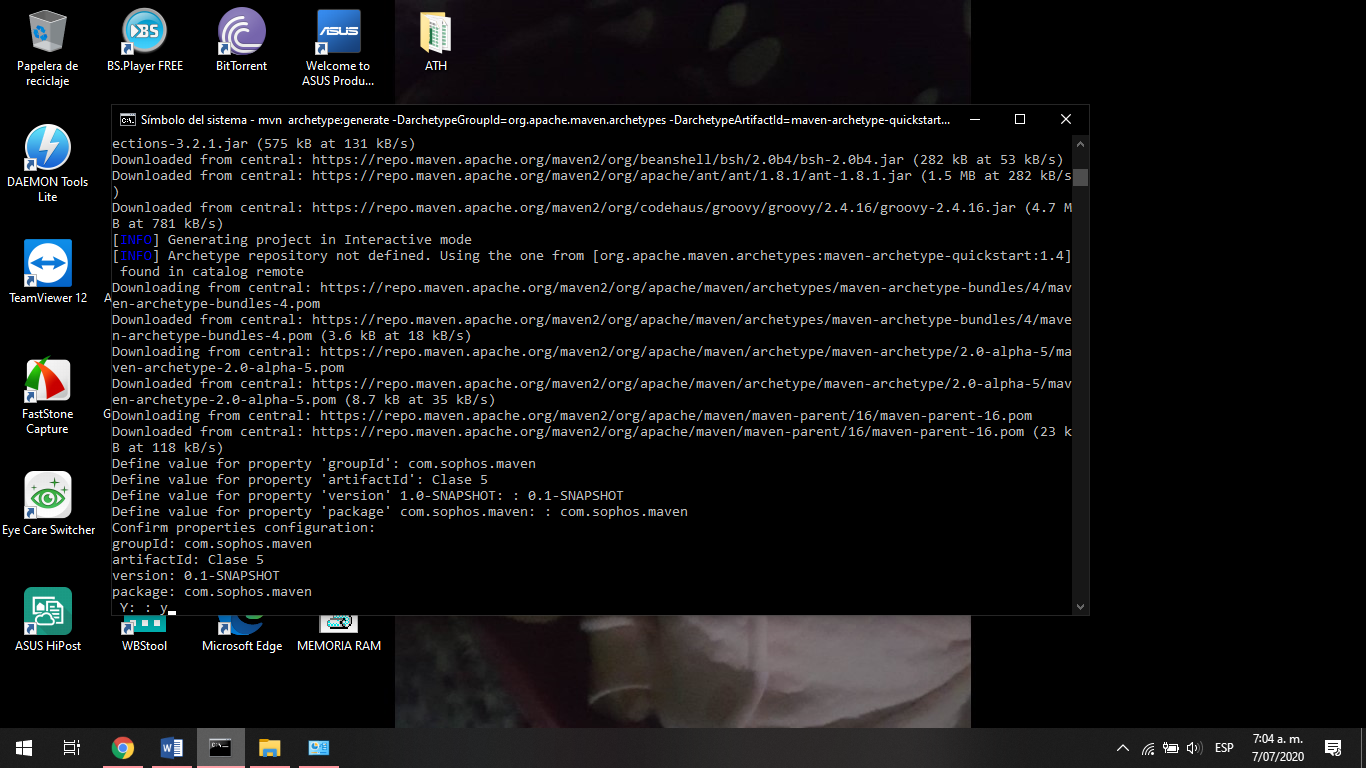 Papelera de
reciclaje
BS.Player FREE
BitTorrent
Welcome to
ASUS Produ...
ATH
DAEMON Tools
Lite
TeamViewer 12
A
FastStone
Capture
G
Eye Care Switcher
ASUS HiPost
WBStool
Microsoft Edge
MEMORIA RAM
Símbolo del sistema - mvn archetype:generate -DarchetypeGroupId=org.apache.maven.archetypes -DarchetypeArtifactId=maven-archetype-quickstart...
ections-3.2.1.jar (575 kB at 131 kB/s)
Downloaded from central: https://repo.maven.apache.org/maven2/org/beanshell/bsh/2.0b4/bsh-2.0b4.jar (282 kB at 53 kB/s)
Downloaded from central: https://repo.maven.apache.org/maven2/org/apache/ant/ant/1.8.1/ant-1.8.1.jar (1.5 MB at 282 kB/s
)
Downloaded from central: https://repo.maven.apache.org/maven2/org/codehaus/groovy/groovy/2.4.16/groovy-2.4.16.jar (4.7 M
B at 781 kB/s)
[INFO] Generating project in Interactive mode
[INFO] Archetype repository not defined. Using the one from [org.apache.maven.archetypes:maven-archetype-quickstart:1.4]
found in catalog remote
Downloading from central: https://repo.maven.apache.org/maven2/org/apache/maven/archetypes/maven-archetype-bundles/4/mav
en-archetype-bundles-4.pom
Downloaded from central: https://repo.maven.apache.org/maven2/org/apache/maven/archetypes/maven-archetype-bundles/4/mave
n-archetype-bundles-4.pom (3.6 kB at 18 kB/s)
Downloading from central: https://repo.maven.apache.org/maven2/org/apache/maven/archetype/maven-archetype/2.0-alpha-5/ma
ven-archetype-2.0-alpha-5.pom
Downloaded from central: https://repo.maven.apache.org/maven2/org/apache/maven/archetype/maven-archetype/2.0-alpha-5/mav
en-archetype-2.0-alpha-5.pom (8.7 kB at 35 kB/s)
Downloading from central: https://repo.maven.apache.org/maven2/org/apache/maven/maven-parent/16/maven-parent-16.pom
Downloaded from central: https://repo.maven.apache.org/maven2/org/apache/maven/maven-parent/16/maven-parent-16.pom (23 k
B at 118 kB/s)
Define value for property 'groupId': com.sophos.maven
Define value for property 'artifactId': Clase 5
Define value for property 'version' 1.0-SNAPSHOT: : 0.1-SNAPSHOT
Define value for property 'package' com.sophos.maven: : com.sophos.maven
Confirm properties configuration:
groupId: com.sophos.maven
artifactId: Clase 5
version: 0.1-SNAPSHOT
package: com.sophos.maven
Y: : y
ESP
7:04 a. m.
7/07/2020